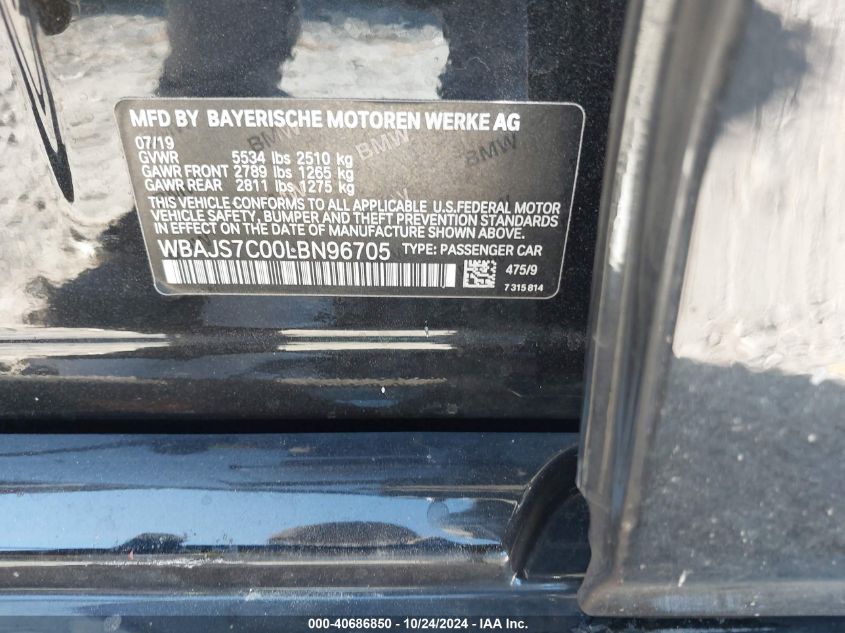 MFD BY BAYERISCHE MOTOREN WERKE AG
07/19
GVWR 5534 lbs 2510 kg
GAWR FRONT 2789 lbs 1265 kg
GAWR REAR 2811 lbs 1275 kg
THIS VEHICLE CONFORMS TO ALL APPLICABLE U.S.FEDERAL MOTOR
VEHICLE SAFETY, BUMPER AND THEFT PREVENTION STANDARDS
IN EFFECT ON THE DATE OF MANUFACTURE SHOWN ABOVE.
WBAJS7C00LBN96705 TYPE: PASSENGER CAR
475/9
7 315 814
000-40686850 - 10/24/2024 - IAA Inc.